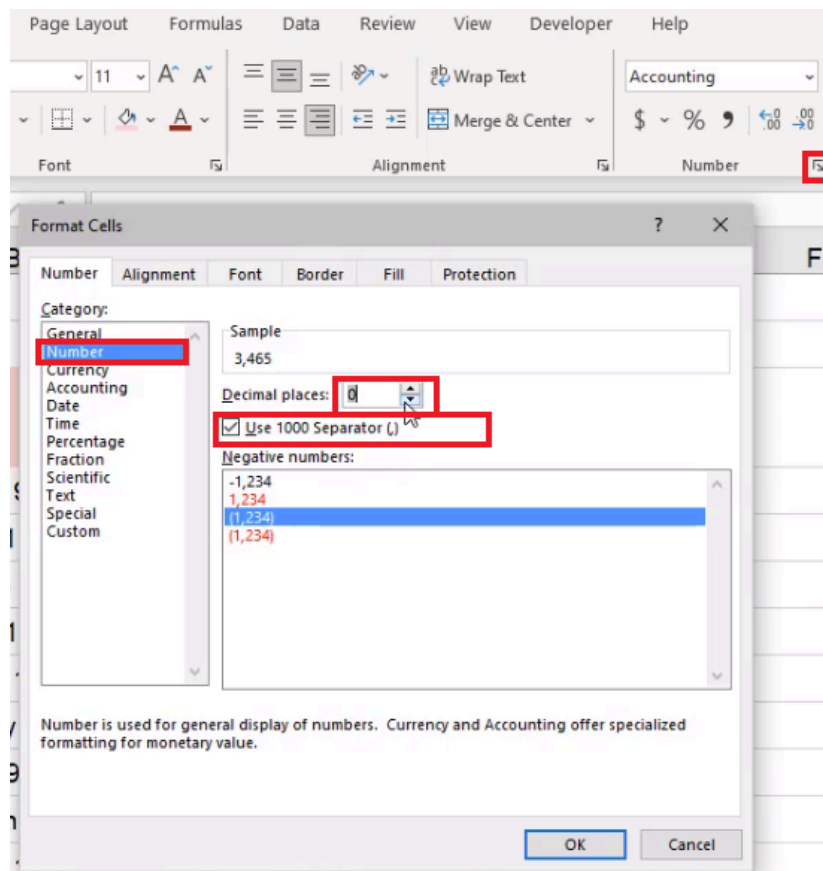 Page Layout Formulas Data Review View Developer Help
11 A^ A˅ ab Wrap Text Accounting
A Merge & Center $ % , .00 .00
Font Alignment Number
Format Cells ? ×
F
Number Alignment Font Border Fill Protection
Category:
General
Number
Currency
Accounting
Date
Time
Percentage
Fraction
Scientific
Text
Special
Custom
Sample
3,465
Decimal places: 0
Use 1000 Separator (,)
Negative numbers:
-1,234
1,234
(1,234)
(1,234)
Number is used for general display of numbers. Currency and Accounting offer specialized
formatting for monetary value.
OK Cancel